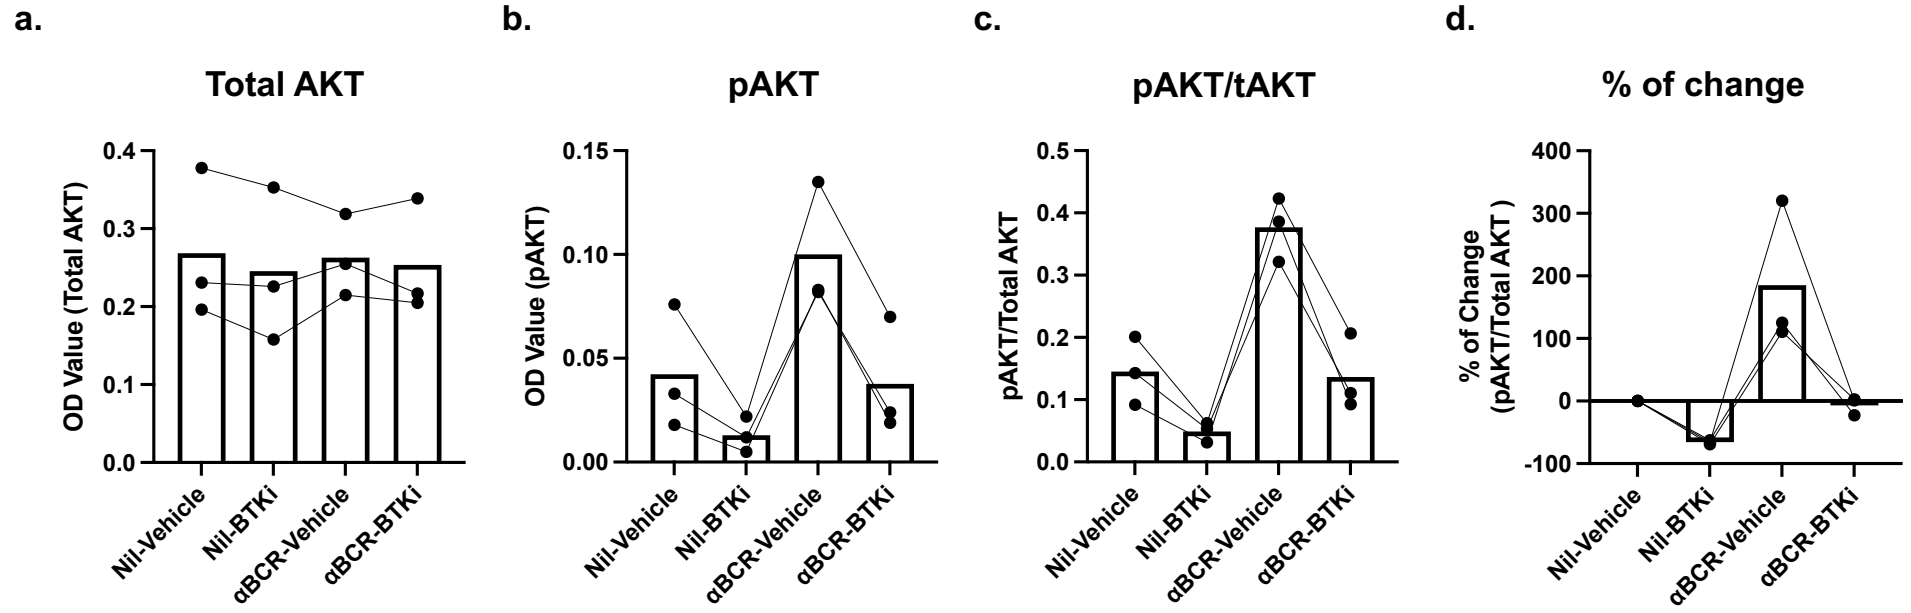 a.
Total AKT
OD Value (Total AKT)
0.4
0.3
0.2
0.1
0.0
Nil-Vehicle
Nil-BTKi
αBCR-Vehicle
αBCR-BTKi
b.
pAKT
OD Value (pAKT)
0.15
0.10
0.05
0.00
Nil-Vehicle
Nil-BTKi
αBCR-Vehicle
αBCR-BTKi
c.
pAKT/tAKT
pAKT/Total AKT
0.5
0.4
0.3
0.2
0.1
0.0
Nil-Vehicle
Nil-BTKi
αBCR-Vehicle
αBCR-BTKi
d.
% of change
% of Change
(pAKT/Total AKT )
400
300
200
100
0
-100
Nil-Vehicle
Nil-BTKi
αBCR-Vehicle
αBCR-BTKi